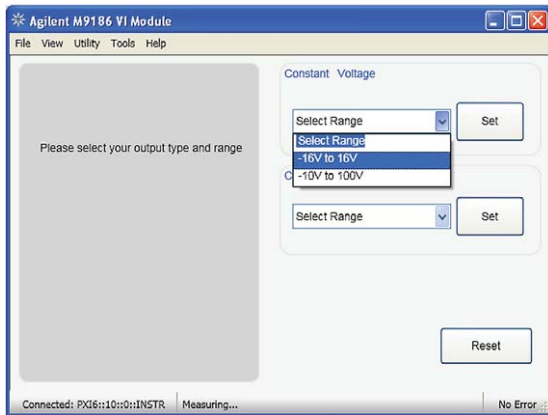 Agilent M9186 VI Module
File View Utility Tools Help
Please select your output type and range
Constant Voltage
Select Range
Set
Select Range
-16V to 16V
-10V to 100V
C
Select Range
Set
Reset
Connected: PXI6::10::0::INSTR
Measuring...
No Error